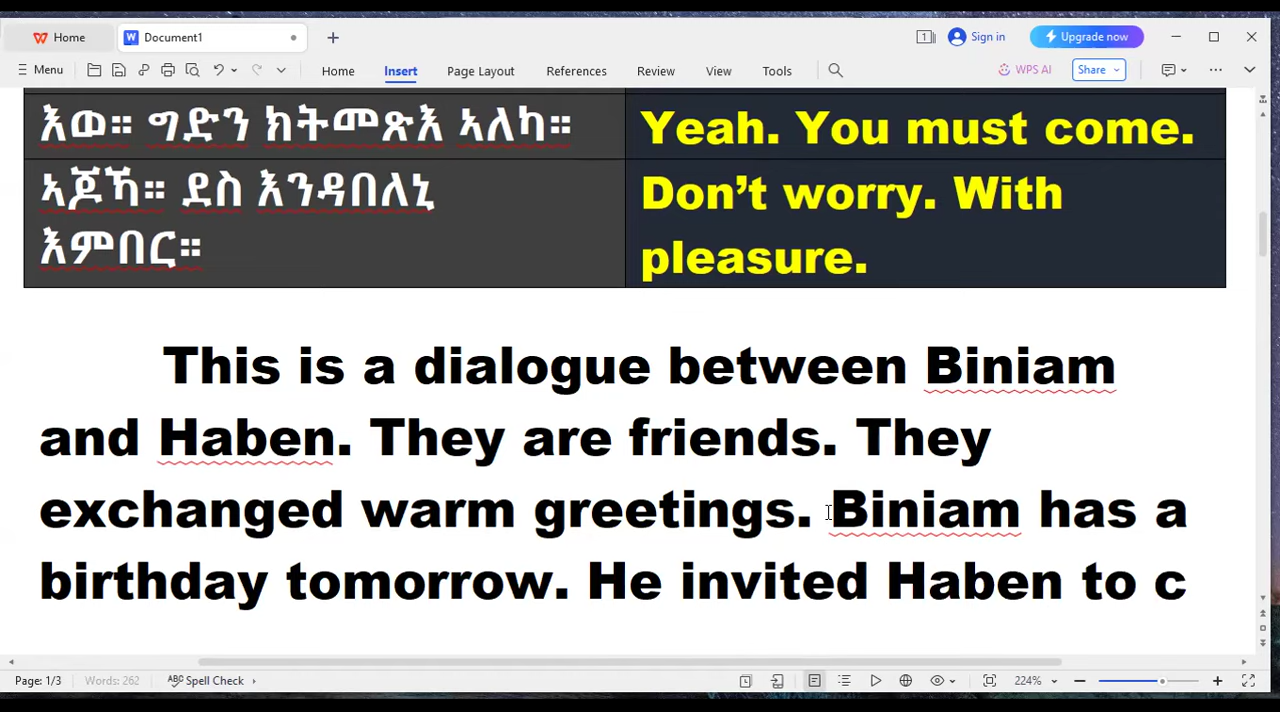 Home
Document1
1
Sign in
Upgrade now
Menu
Home
Insert
Page Layout
References
Review
View
Tools
WPS AI
Share
እወ። ግድን ክትመጽእ ኣለካ።
Yeah. You must come.
ኣጆኻ። ደስ እንዳበለኒ
እምበር።
Don’t worry. With
pleasure.
This is a dialogue between Biniam
and Haben. They are friends. They
exchanged warm greetings. Biniam has a
birthday tomorrow. He invited Haben to c
Page: 1/3
Words: 262
Spell Check
224%